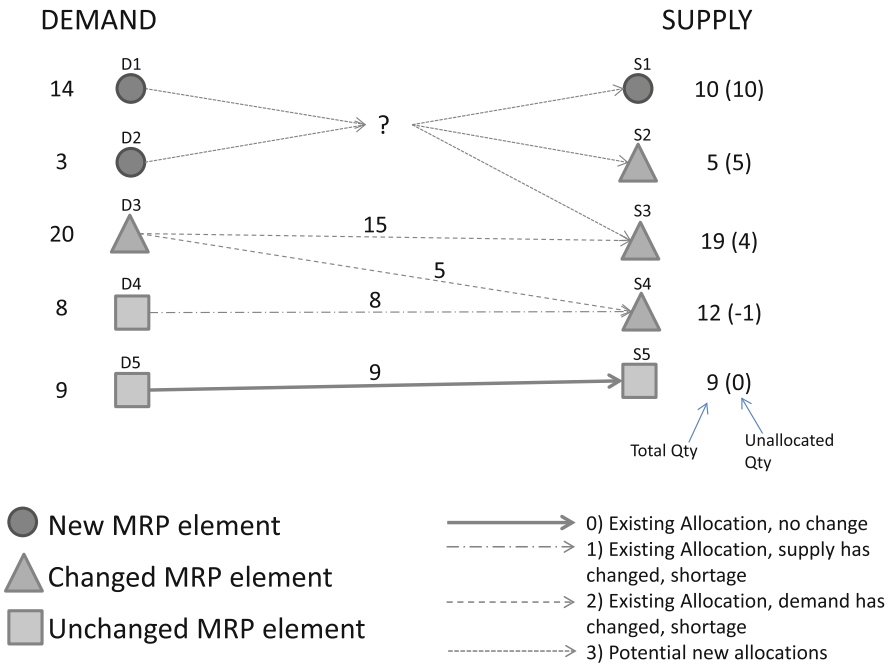 DEMAND
SUPPLY
D1
S1
14
10 (10)
?
D2
S2
3
5 (5)
D3
S3
20
15
19 (4)
5
D4
S4
8
8
12 (-1)
D5
S5
9
9
9 (0)
Total Qty
Unallocated
Qty
New MRP element
Changed MRP element
Unchanged MRP element
0) Existing Allocation, no change
1) Existing Allocation, supply has
changed, shortage
2) Existing Allocation, demand has
changed, shortage
3) Potential new allocations